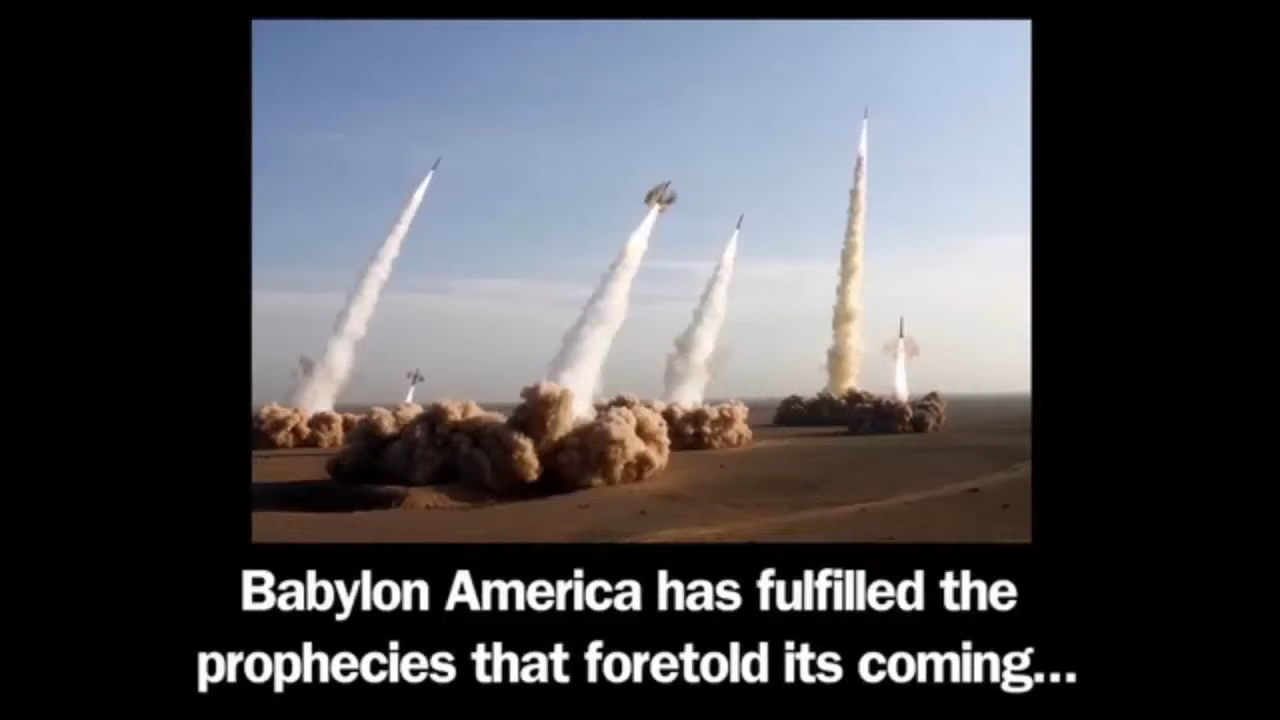 Babylon America has fulfilled the
prophecies that foretold its coming...